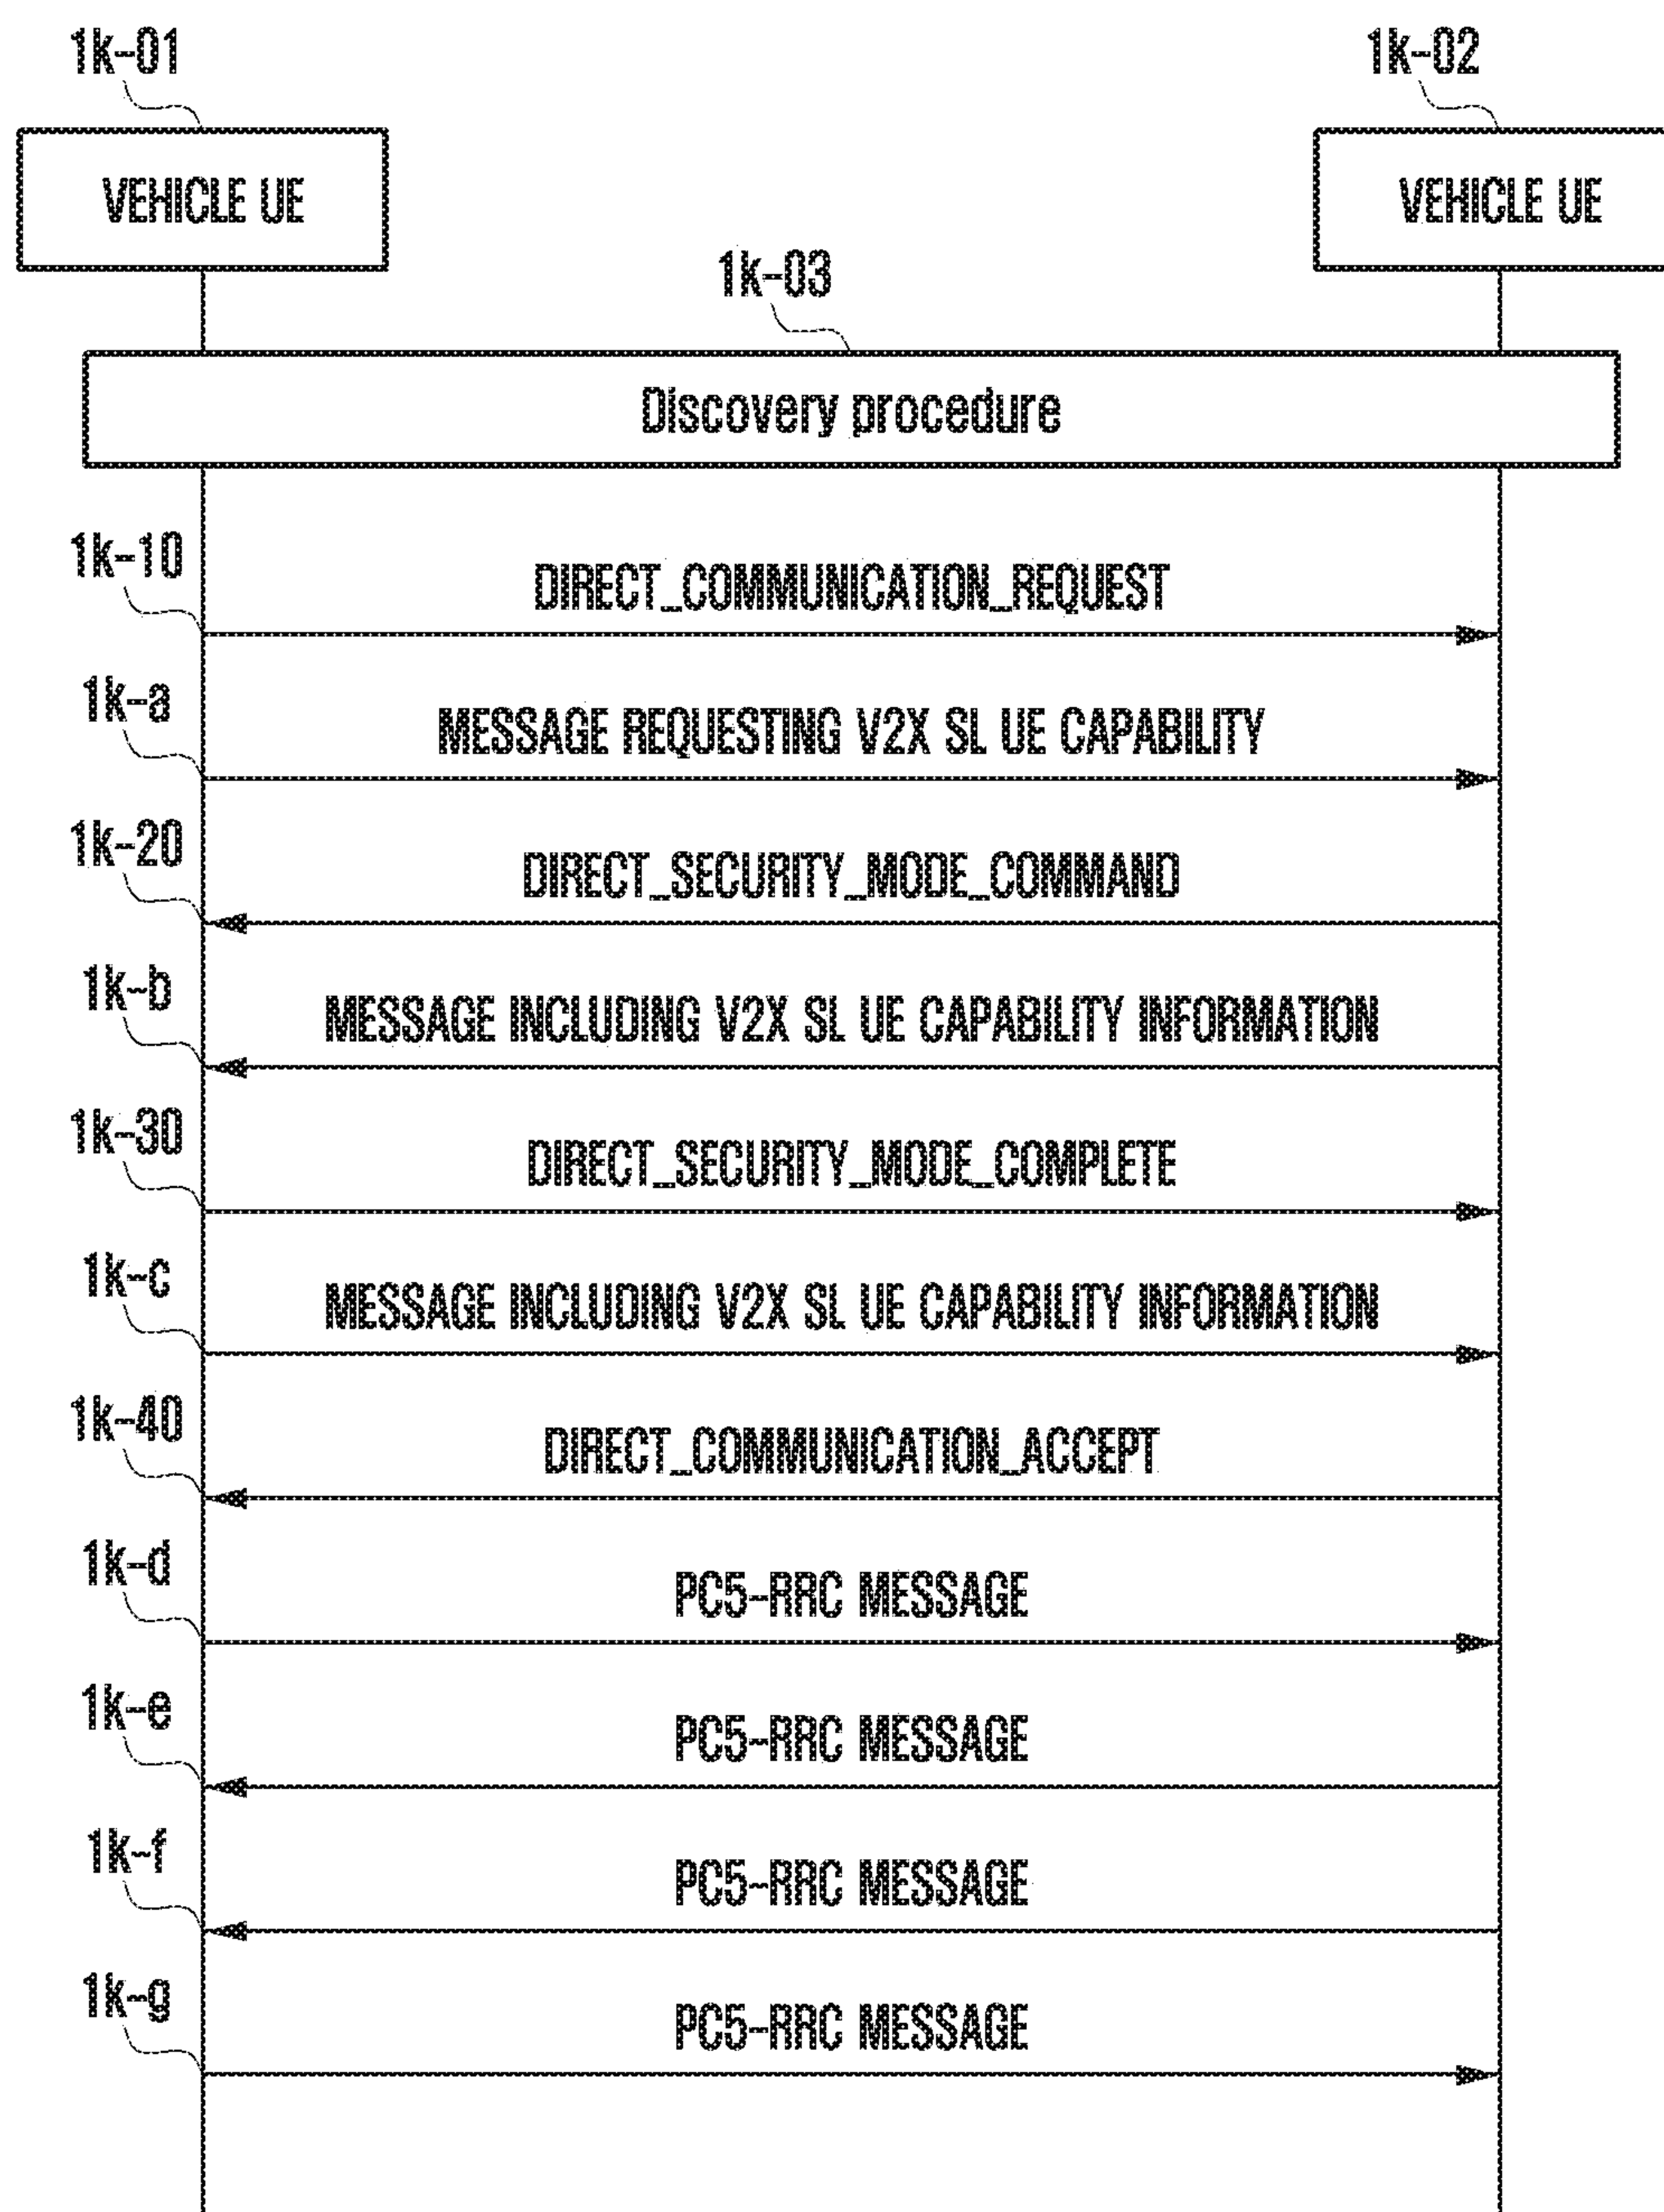 1k-01
1k-02
VEHICLE UE
VEHICLE UE
1k-03
Discovery procedure
1k-10
DIRECT_COMMUNICATION_REQUEST
1k-a
MESSAGE REQUESTING V2X SL UE CAPABILITY
1k-20
DIRECT_SECURITY_MODE_COMMAND
1k-b
MESSAGE INCLUDING V2X SL UE CAPABILITY INFORMATION
1k-30
DIRECT_SECURITY_MODE_COMPLETE
1k-c
MESSAGE INCLUDING V2X SL UE CAPABILITY INFORMATION
1k-40
DIRECT_COMMUNICATION_ACCEPT
1k-d
PC5-RRC MESSAGE
1k-e
PC5-RRC MESSAGE
1k-f
PC5-RRC MESSAGE
1k-g
PC5-RRC MESSAGE